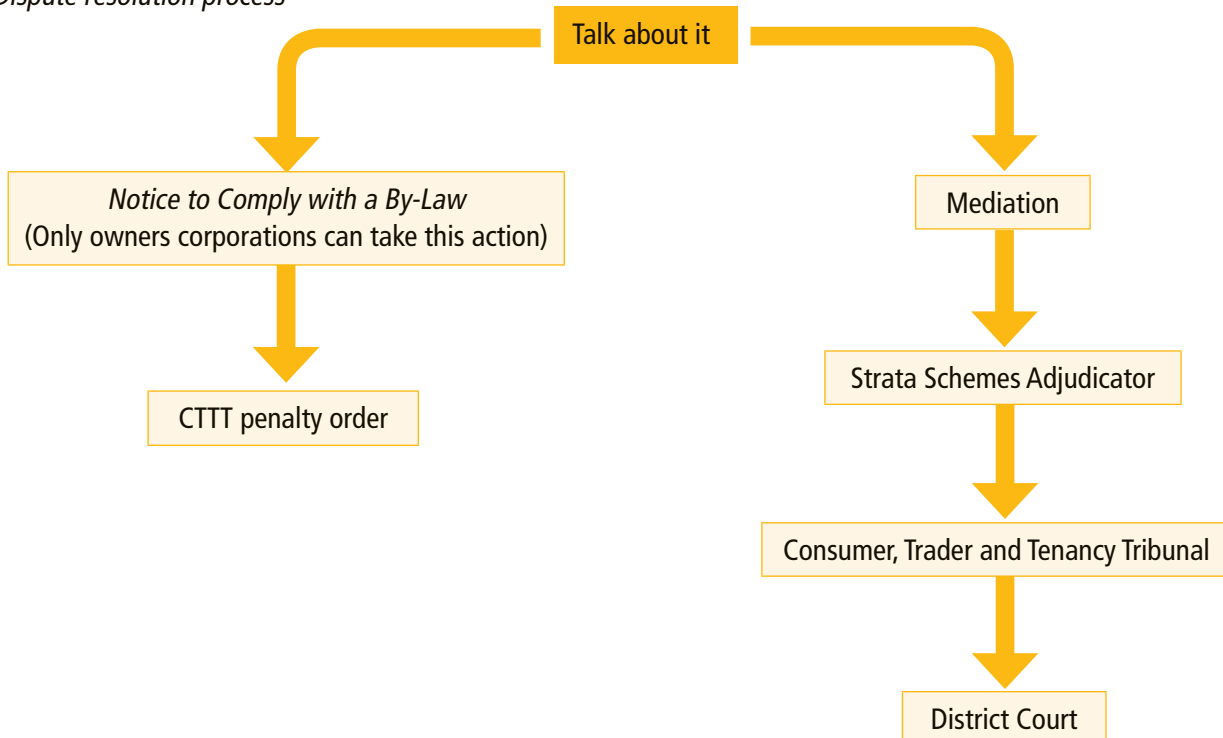 Dispute resolution process
Talk about it
Notice to Comply with a By-Law
(Only owners corporations can take this action)
CTTT penalty order
Mediation
Strata Schemes Adjudicator
Consumer, Trader and Tenancy Tribunal
District Court